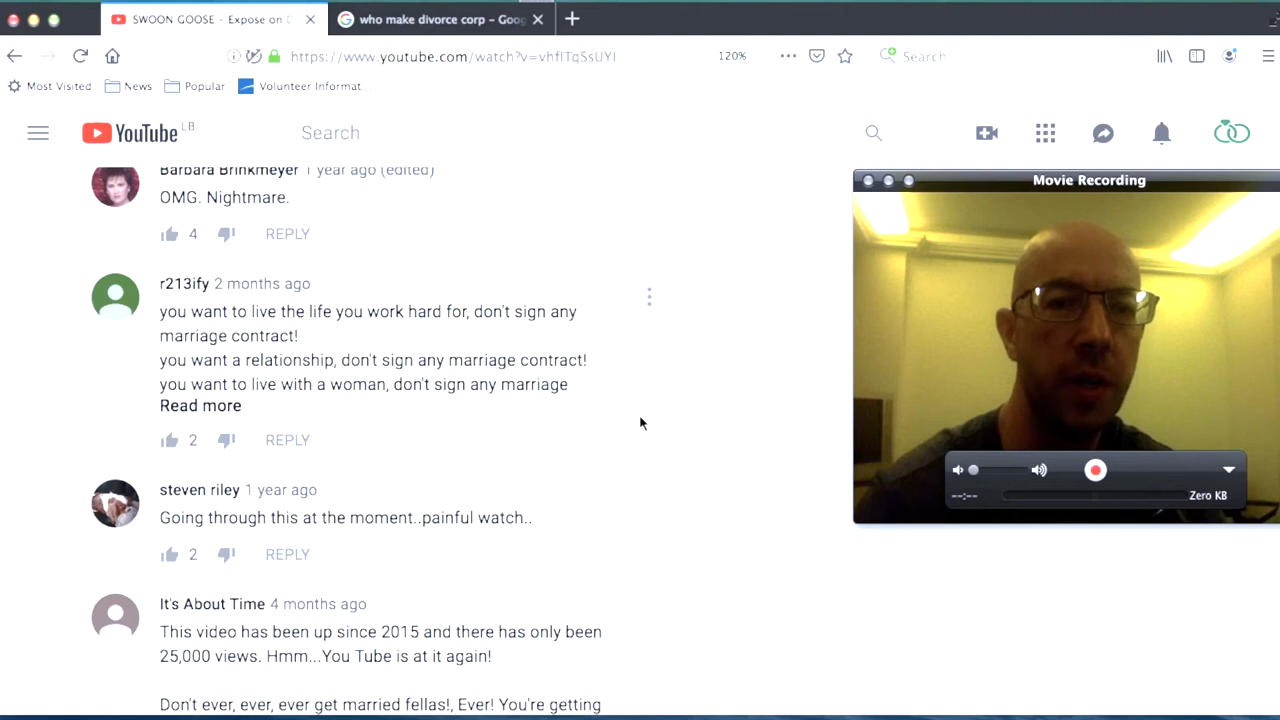 SWOON GOOSE - Expose on D
who make divorce corp - Goog
https://www.youtube.com/watch?v=vhfITqSsUYI
120%
Search
Most Visited
News
Popular
Volunteer Informat...
YouTube LB
Search
Barbara Brinkmeyer 1 year ago (edited)
OMG. Nightmare.
4 REPLY
r213ify 2 months ago
you want to live the life you work hard for, don't sign any
marriage contract!
you want a relationship, don't sign any marriage contract!
you want to live with a woman, don't sign any marriage
Read more
2 REPLY
steven riley 1 year ago
Going through this at the moment..painful watch..
2 REPLY
It's About Time 4 months ago
This video has been up since 2015 and there has only been
25,000 views. Hmm...You Tube is at it again!
Don't ever, ever, ever get married fellas!, Ever! You're getting
Movie Recording
--:--
Zero KB